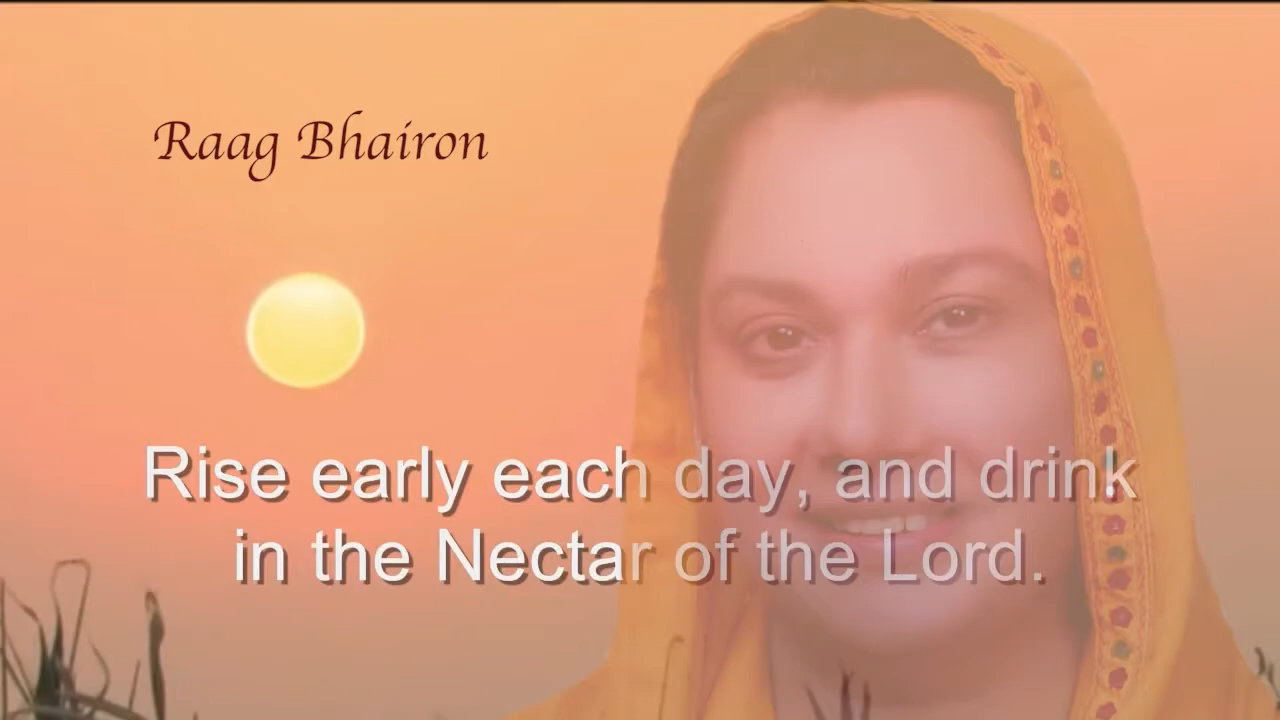 Raag Bhairon
Rise early each day, and drink
in the Nectar of the Lord.